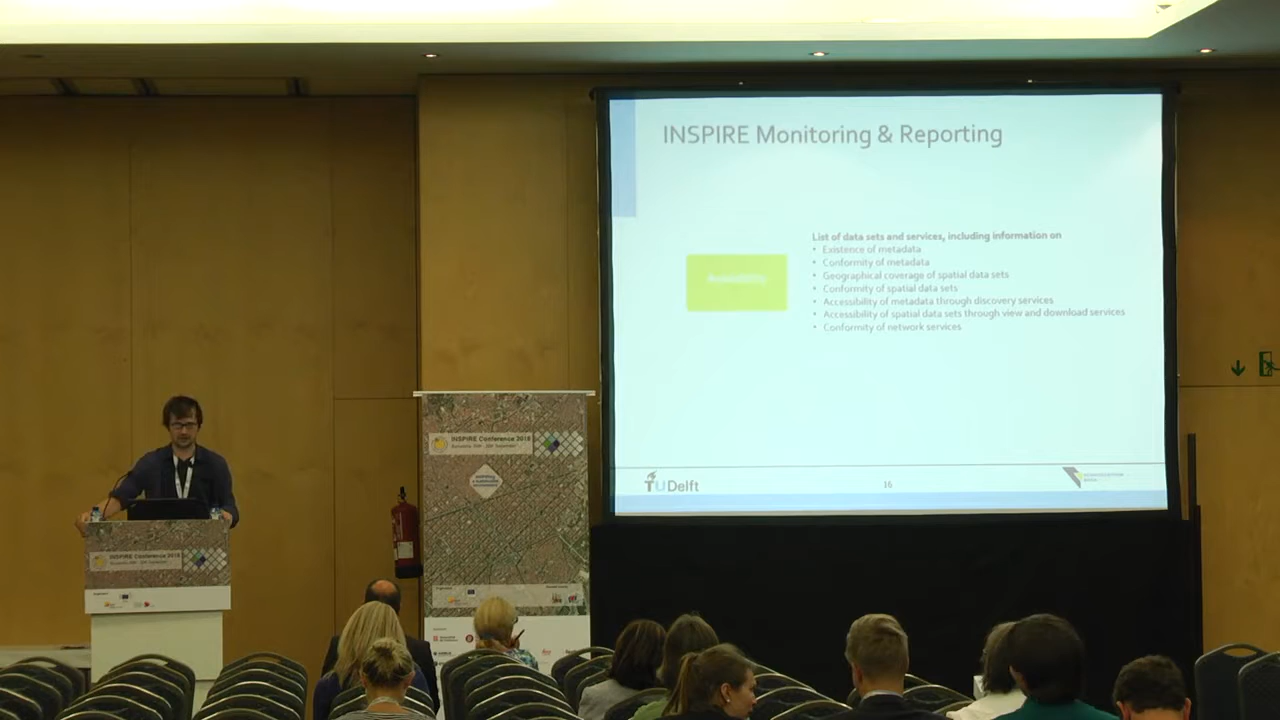 INSPIRE Monitoring & Reporting
List of data sets and services, including information on
• Existence of metadata
• Conformity of metadata
• Geographical coverage of spatial data sets
• Conformity of spatial data sets
• Accessibility of metadata through discovery services
• Accessibility of spatial data sets through view and download services
• Conformity of network services
TU Delft
16
INSPIRE Conference 2018
INSPIRE Conference 2018